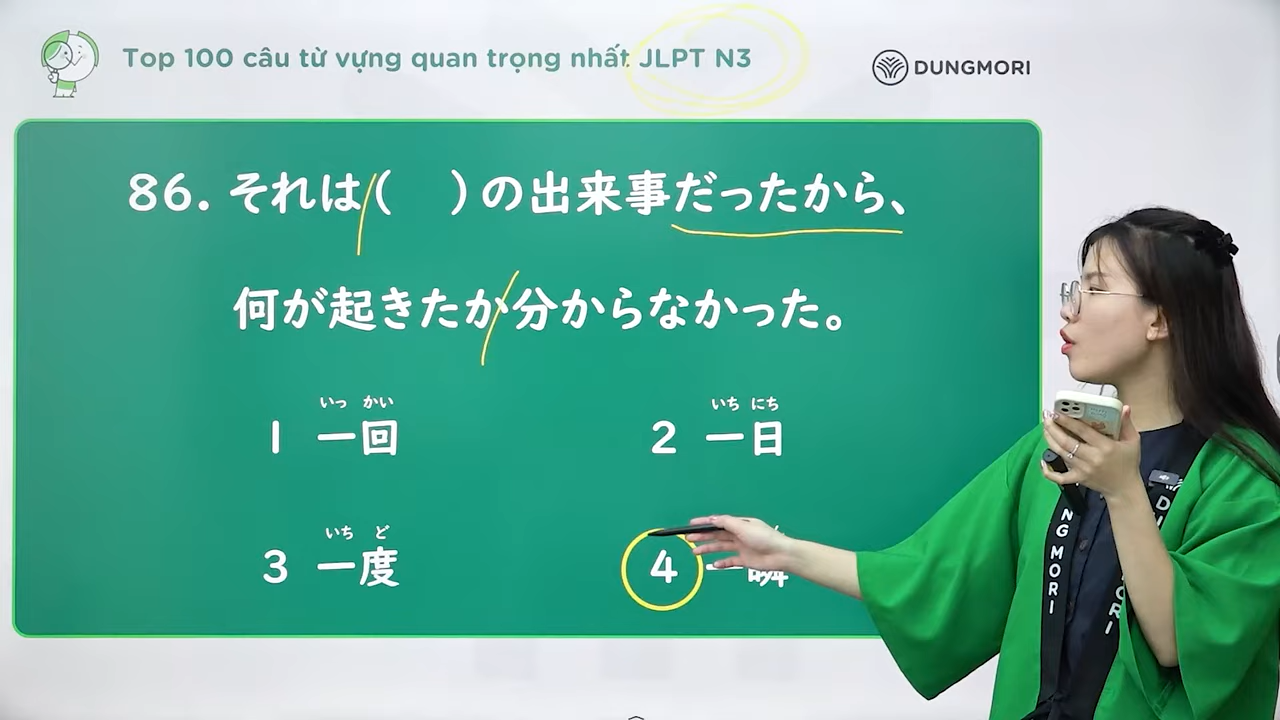 Top 100 câu từ vựng quan trọng nhất JLPT N3
DUNGMORI
86. それは(　)の出来事だったから、
何が起きたか分からなかった。
いっ かい
1 一回
いち にち
2 一日
いち ど
3 一度
4 一瞬
NGMORI